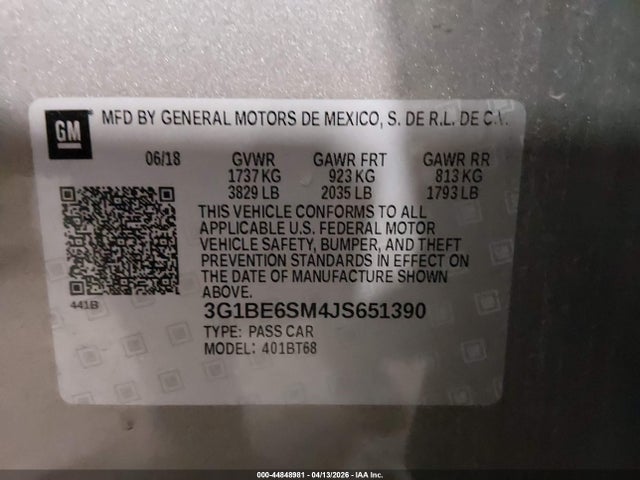 GM
MFD BY GENERAL MOTORS DE MEXICO, S. DE R.L. DE C.V.
06/18 GVWR GAWR FRT GAWR RR
1737 KG 923 KG 813 KG
3829 LB 2035 LB 1793 LB
THIS VEHICLE CONFORMS TO ALL
APPLICABLE U.S. FEDERAL MOTOR
VEHICLE SAFETY, BUMPER, AND THEFT
PREVENTION STANDARDS IN EFFECT ON
THE DATE OF MANUFACTURE SHOWN
ABOVE.
441B
3G1BE6SM4JS651390
TYPE: PASS CAR
MODEL: 401BT68
000-44848981 - 04/13/2026 - IAA Inc.